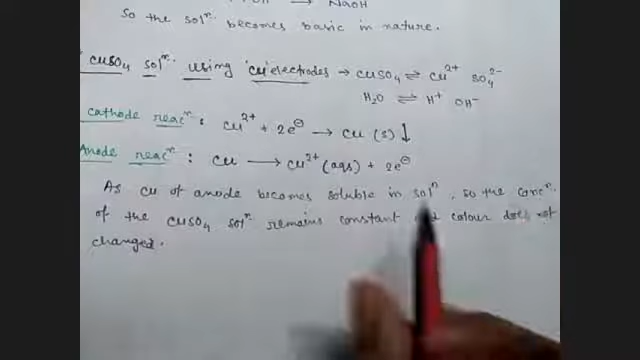 → NaOH
So the solⁿ becomes basic in nature.
CuSO₄ solⁿ using 'Cu' electrodes → CuSO₄ ⇌ Cu²⁺ SO₄²⁻
H₂O ⇌ H⁺ OH⁻
cathode reacⁿ : Cu²⁺ + 2e⊖ → Cu (s) ↓
Anode reacⁿ : Cu → Cu²⁺ (aqs) + 2e⊖
As Cu of anode becomes soluble in solⁿ, so the concⁿ
of the CuSO₄ solⁿ remains constant colour does not
changed.